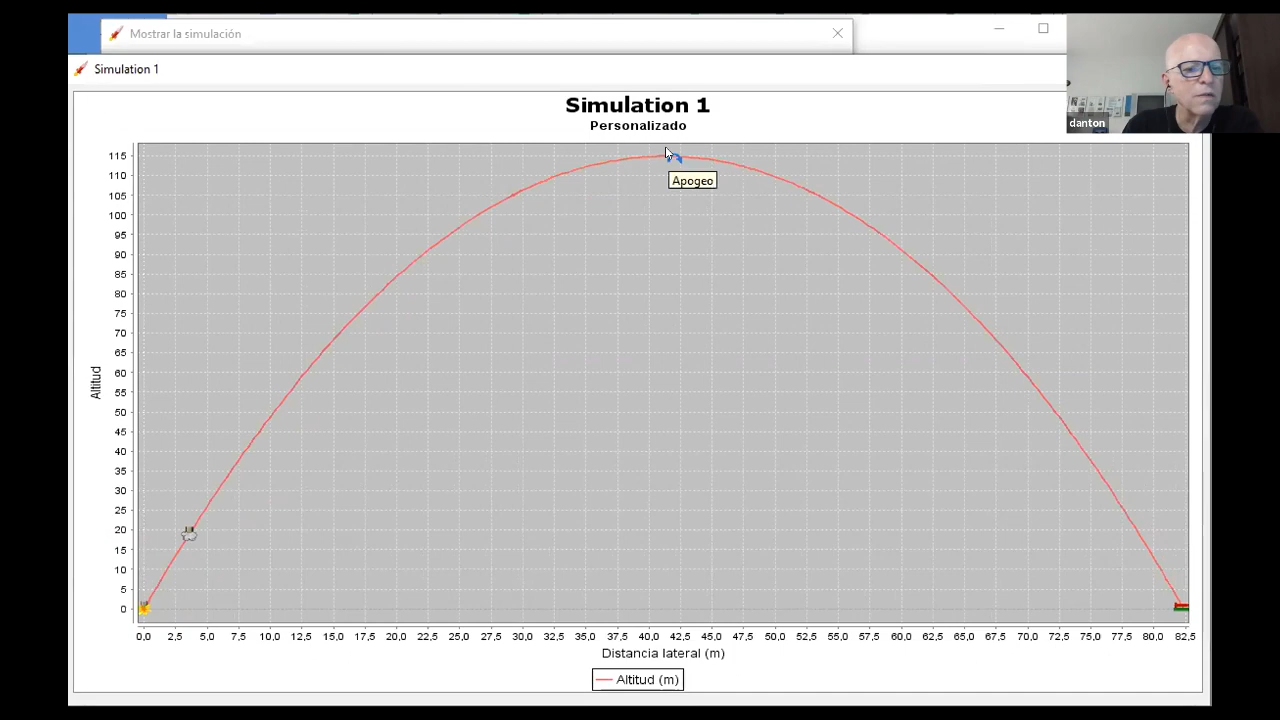 Mostrar la simulación
Simulation 1
danton
Simulation 1
Personalizado
115
110
105
100
95
90
85
80
75
70
65
60
55
50
45
40
35
30
25
20
15
10
5
0
Altitud
Apogeo
0,0 2,5 5,0 7,5 10,0 12,5 15,0 17,5 20,0 22,5 25,0 27,5 30,0 32,5 35,0 37,5 40,0 42,5 45,0 47,5 50,0 52,5 55,0 57,5 60,0 62,5 65,0 67,5 70,0 72,5 75,0 77,5 80,0 82,5
Distancia lateral (m)
Altitud (m)